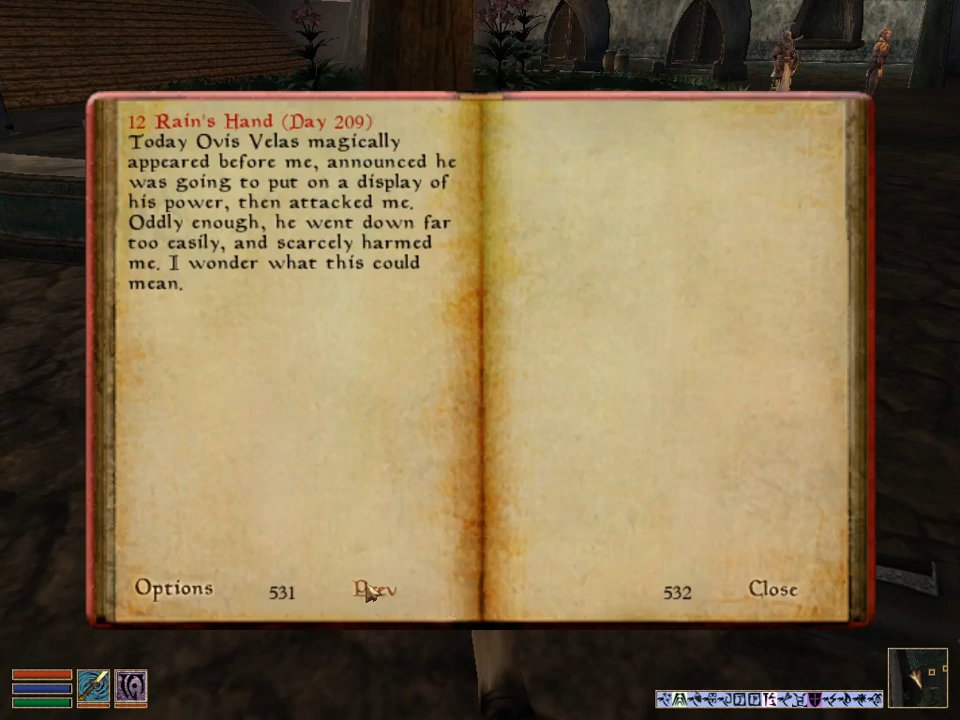 12 Rain's Hand (Day 209)
Today Ovis Velas magically
appeared before me, announced he
was going to put on a display of
his power, then attacked me.
Oddly enough, he went down far
too easily, and scarcely harmed
me. I wonder what this could
mean.
Options 531 Prev 532 Close